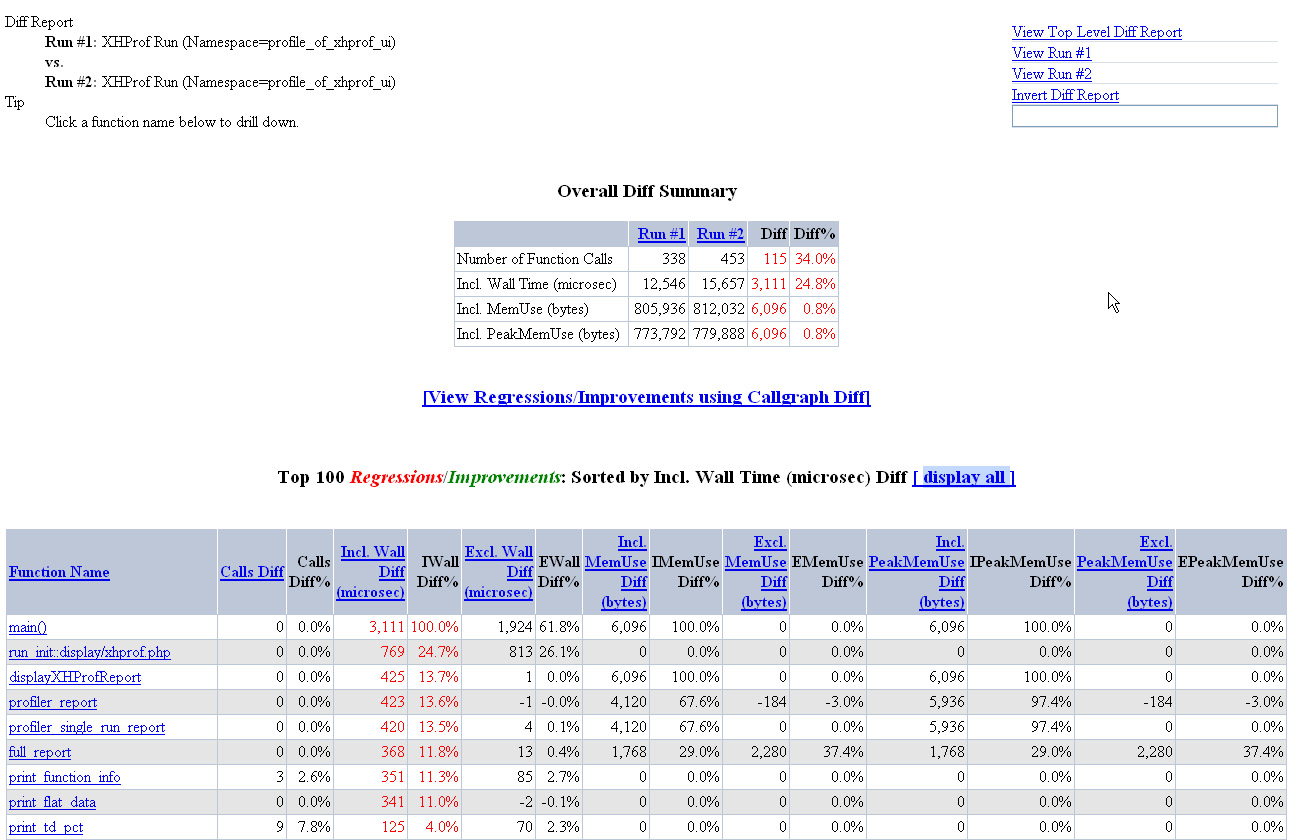 Diff Report
Run #1: XHProf Run (Namespace=profile_of_xhprof_ui)
vs.
Run #2: XHProf Run (Namespace=profile_of_xhprof_ui)
Tip
Click a function name below to drill down.
View Top Level Diff Report
View Run #1
View Run #2
Invert Diff Report
Overall Diff Summary
Run #1 Run #2 Diff Diff%
Number of Function Calls 338 453 115 34.0%
Incl. Wall Time (microsec) 12,546 15,657 3,111 24.8%
Incl. MemUse (bytes) 805,936 812,032 6,096 0.8%
Incl. PeakMemUse (bytes) 773,792 779,888 6,096 0.8%
[View Regressions/Improvements using Callgraph Diff]
Top 100 Regressions/Improvements: Sorted by Incl. Wall Time (microsec) Diff [ display all ]
Function Name Calls Diff Calls Diff% Incl. Wall Diff (microsec) IWall Diff% Excl. Wall Diff (microsec) EWall Diff% Incl. MemUse Diff (bytes) IMemUse Diff% Excl. MemUse Diff (bytes) EMemUse Diff% Incl. PeakMemUse Diff (bytes) IPeakMemUse Diff% Excl. PeakMemUse Diff (bytes) EPeakMemUse Diff%
main() 0 0.0% 3,111 100.0% 1,924 61.8% 6,096 100.0% 0 0.0% 6,096 100.0% 0 0.0%
run_init::display/xhprof.php 0 0.0% 769 24.7% 813 26.1% 0 0.0% 0 0.0% 0 0.0% 0 0.0%
displayXHProfReport 0 0.0% 425 13.7% 1 0.0% 6,096 100.0% 0 0.0% 6,096 100.0% 0 0.0%
profiler_report 0 0.0% 423 13.6% -1 -0.0% 4,120 67.6% -184 -3.0% 5,936 97.4% -184 -3.0%
profiler_single_run_report 0 0.0% 420 13.5% 4 0.1% 4,120 67.6% 0 0.0% 5,936 97.4% 0 0.0%
full_report 0 0.0% 368 11.8% 13 0.4% 1,768 29.0% 2,280 37.4% 1,768 29.0% 2,280 37.4%
print_function_info 3 2.6% 351 11.3% 85 2.7% 0 0.0% 0 0.0% 0 0.0% 0 0.0%
print_flat_data 0 0.0% 341 11.0% -2 -0.1% 0 0.0% 0 0.0% 0 0.0% 0 0.0%
print_td_pct 9 7.8% 125 4.0% 70 2.3% 0 0.0% 0 0.0% 0 0.0% 0 0.0%